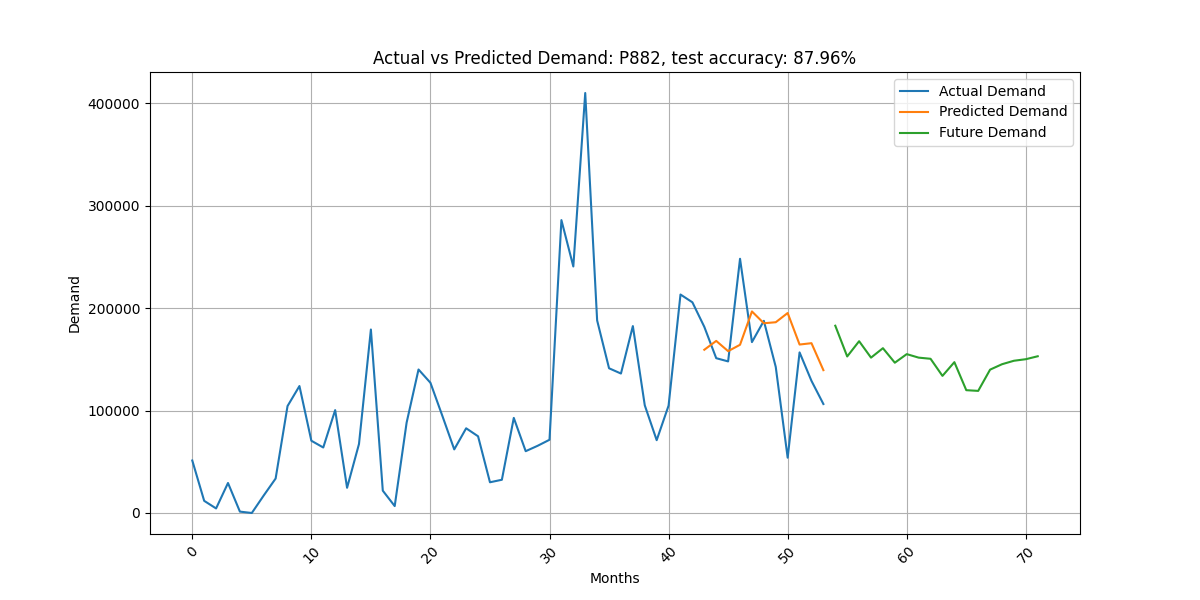 Actual vs Predicted Demand: P882, test accuracy: 87.96%
Actual Demand
Predicted Demand
Future Demand
400000
300000
200000
100000
0
Demand
0
10
20
30
40
50
60
70
Months